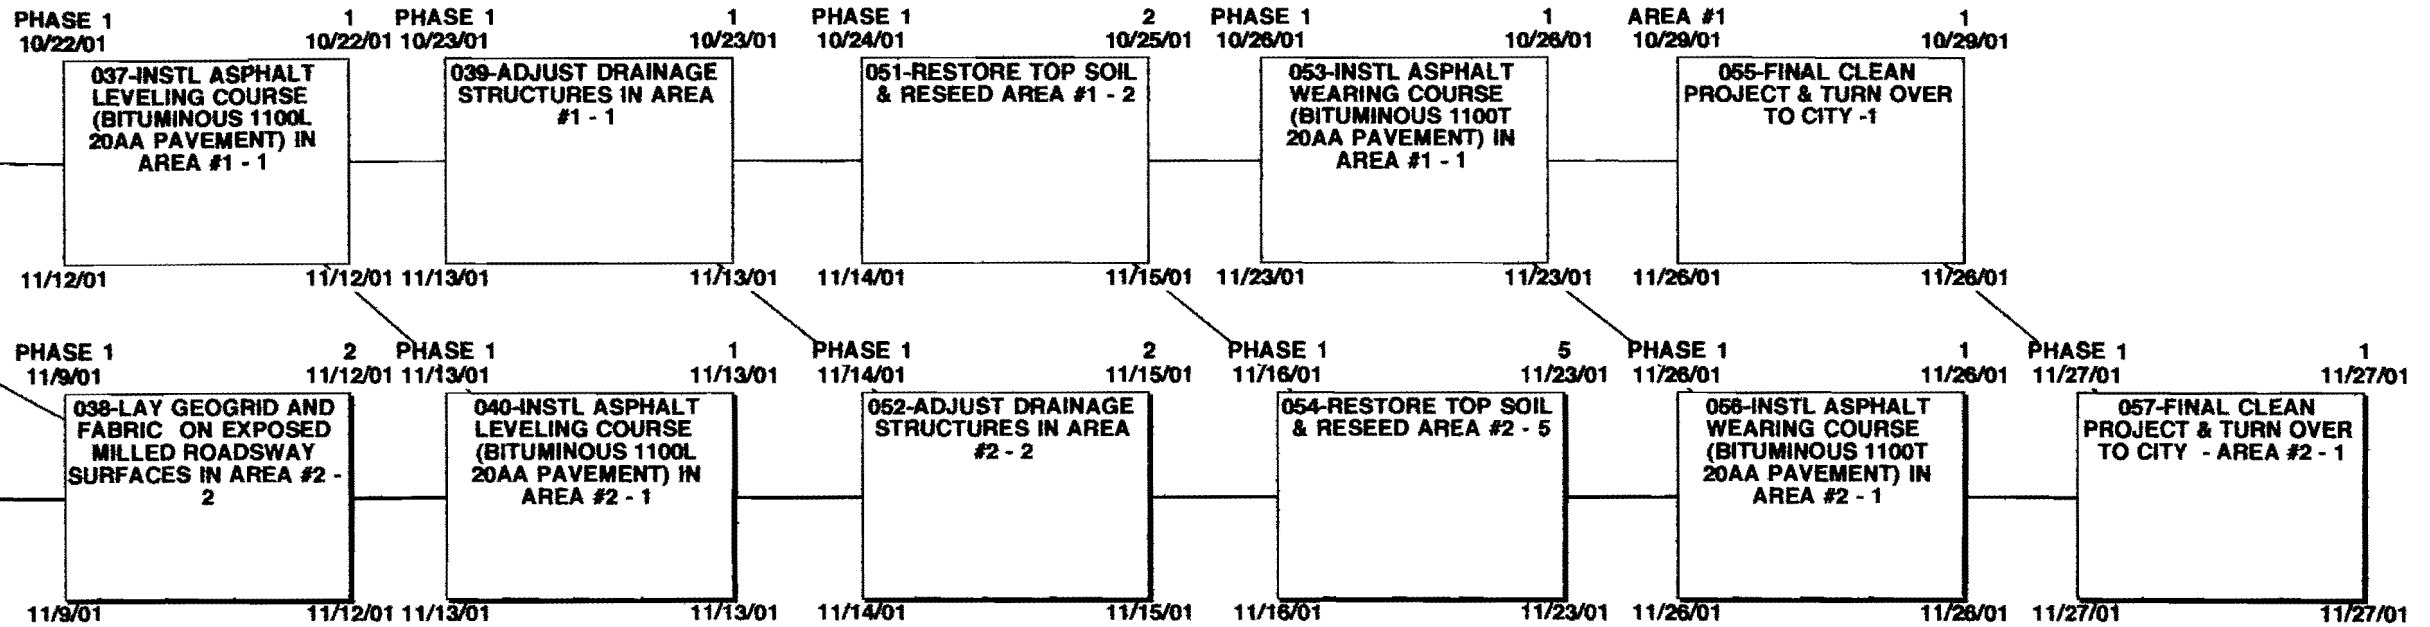 PHASE 1 1 PHASE 1 1 PHASE 1 2 PHASE 1 1 AREA #1 1
10/22/01 10/22/01 10/23/01 10/23/01 10/24/01 10/25/01 10/26/01 10/26/01 10/29/01 10/29/01
037-INSTL ASPHALT
LEVELING COURSE
(BITUMINOUS 1100L
20AA PAVEMENT) IN
AREA #1 - 1
039-ADJUST DRAINAGE
STRUCTURES IN AREA
#1 - 1
051-RESTORE TOP SOIL
& RESEED AREA #1 - 2
053-INSTL ASPHALT
WEARING COURSE
(BITUMINOUS 1100T
20AA PAVEMENT) IN
AREA #1 - 1
055-FINAL CLEAN
PROJECT & TURN OVER
TO CITY -1
11/12/01 11/12/01 11/13/01 11/13/01 11/14/01 11/15/01 11/23/01 11/23/01 11/26/01 11/26/01
PHASE 1 2 PHASE 1 1 PHASE 1 2 PHASE 1 5 PHASE 1 1 PHASE 1 1
11/9/01 11/12/01 11/13/01 11/13/01 11/14/01 11/15/01 11/16/01 11/23/01 11/26/01 11/26/01 11/27/01 11/27/01
038-LAY GEOGRID AND
FABRIC ON EXPOSED
MILLED ROADSWAY
SURFACES IN AREA #2 -
2
040-INSTL ASPHALT
LEVELING COURSE
(BITUMINOUS 1100L
20AA PAVEMENT) IN
AREA #2 - 1
052-ADJUST DRAINAGE
STRUCTURES IN AREA
#2 - 2
054-RESTORE TOP SOIL
& RESEED AREA #2 - 5
056-INSTL ASPHALT
WEARING COURSE
(BITUMINOUS 1100T
20AA PAVEMENT) IN
AREA #2 - 1
057-FINAL CLEAN
PROJECT & TURN OVER
TO CITY - AREA #2 - 1
11/9/01 11/12/01 11/13/01 11/13/01 11/14/01 11/15/01 11/16/01 11/23/01 11/26/01 11/26/01 11/27/01 11/27/01